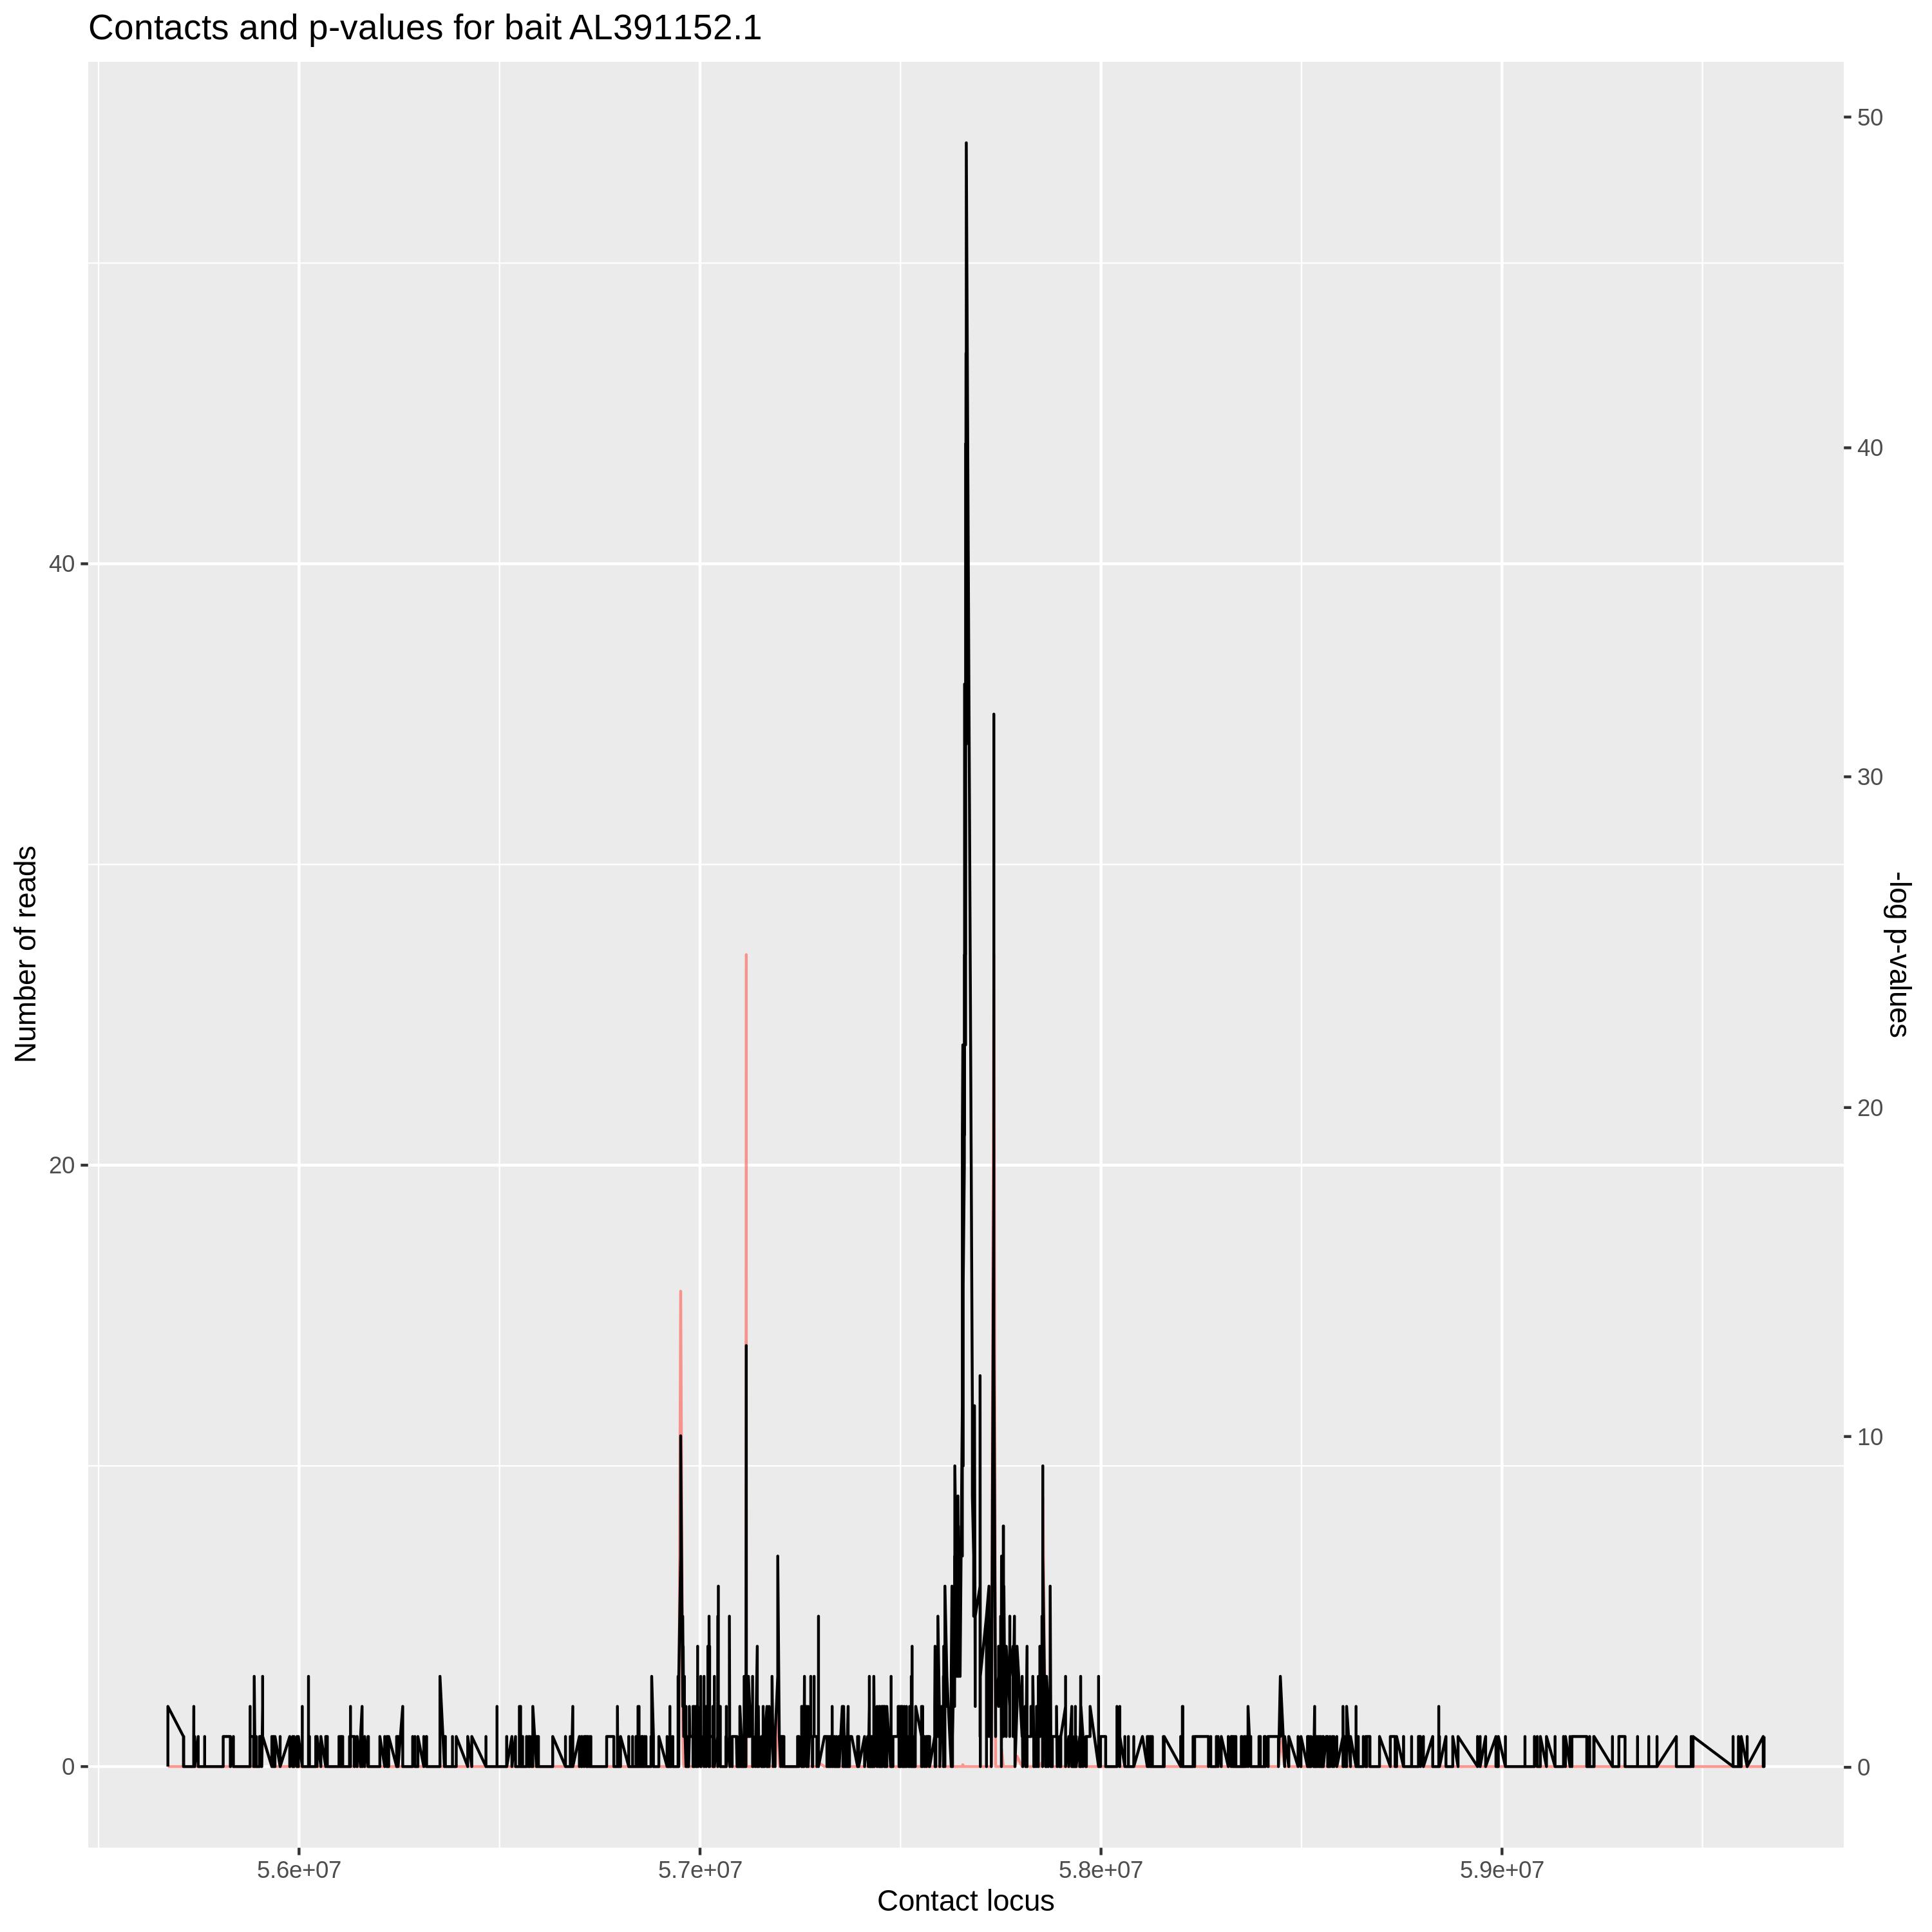 Contacts and p-values for bait AL391152.1
50
40
40
30
Number of reads
-log p-values
20
20
10
0
0
5.6e+07
5.7e+07
5.8e+07
5.9e+07
Contact locus